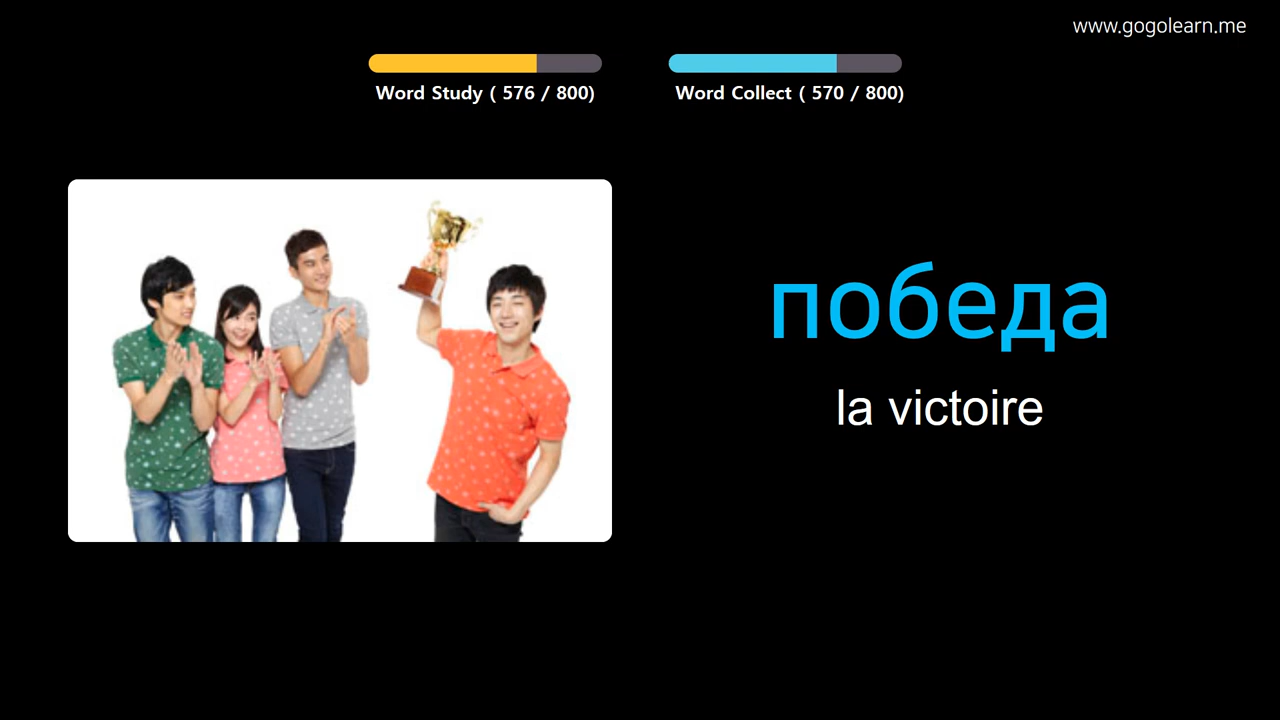 www.gogolearn.me
Word Study ( 576 / 800)
Word Collect ( 570 / 800)
победа
la victoire